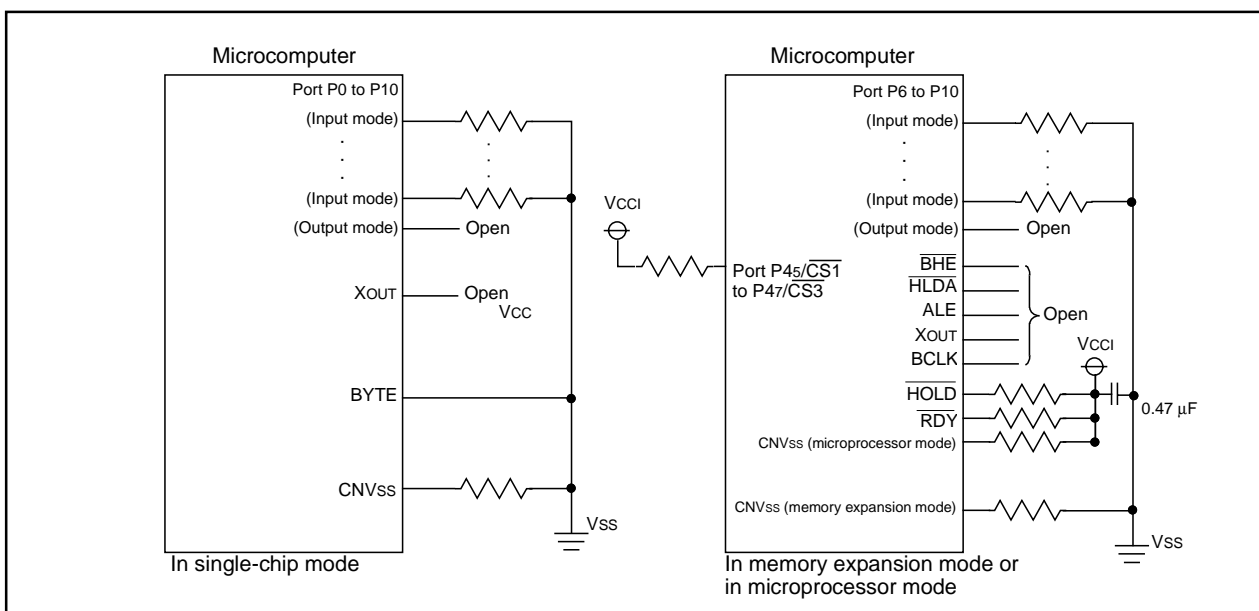 Microcomputer
Port P0 to P10
(Input mode)
(Input mode)
(Output mode)
Open
XOUT
Open
VCC
BYTE
CNVSS
VSS
In single-chip mode
Microcomputer
Port P6 to P10
(Input mode)
(Input mode)
(Output mode)
Open
VCCI
Port P45/CS1
to P47/CS3
BHE
HLDA
ALE
XOUT
BCLK
Open
VCCI
HOLD
RDY
0.47 µF
CNVSS (microprocessor mode)
CNVSS (memory expansion mode)
VSS
In memory expansion mode or
in microprocessor mode